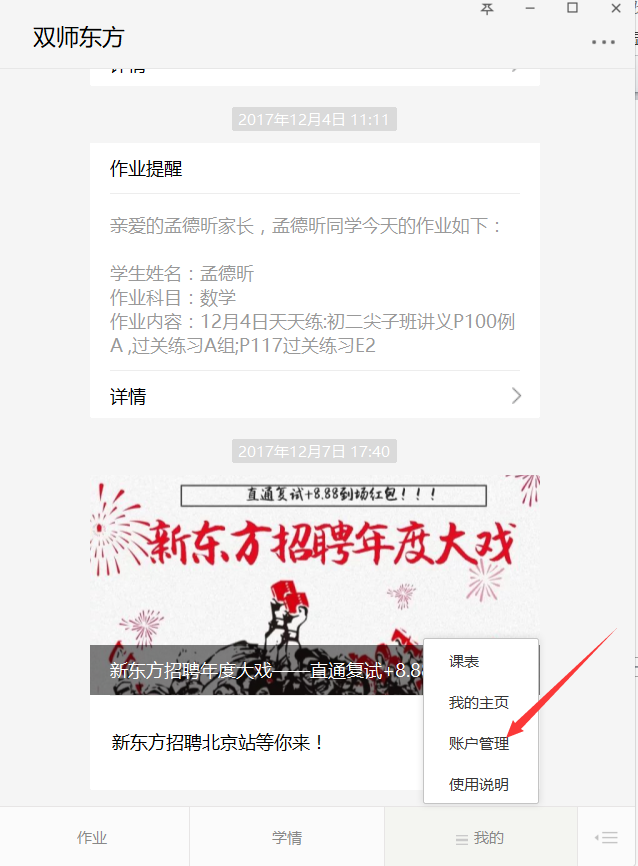 双师东方
详情
2017年12月4日 11:11
作业提醒
亲爱的孟德昕家长，孟德昕同学今天的作业如下：
学生姓名：孟德昕
作业科目：数学
作业内容：12月4日天天练:初二尖子班讲义P100例
A ,过关练习A组;P117过关练习E2
详情
2017年12月7日 17:40
直通复试+8.88到场红包！！！
新东方招聘年度大戏
新东方招聘年度大戏——直通复试+8.8
新东方招聘北京站等你来！
课表
我的主页
账户管理
使用说明
作业
学情
我的